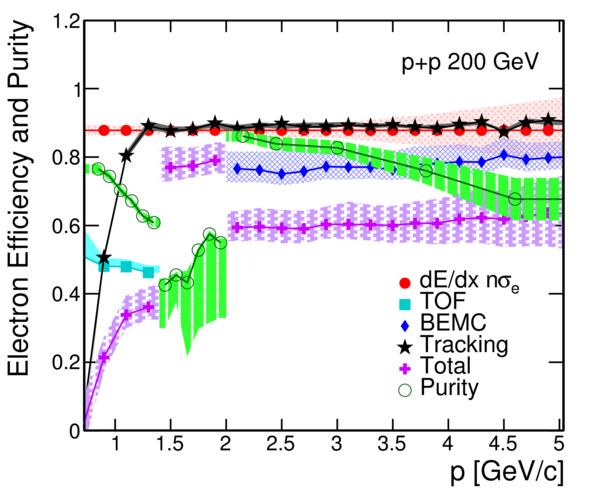 Electron Efficiency and Purity
1.2
1
0.8
0.6
0.4
0.2
0
p+p 200 GeV
dE/dx nσe
TOF
BEMC
Tracking
Total
Purity
1 1.5 2 2.5 3 3.5 4 4.5 5
p [GeV/c]